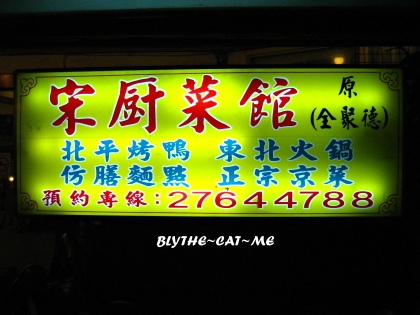 宋厨菜館 原(全聚德)
北平烤鴨 東北火鍋
仿膳麵點 正宗京菜
預約專線:27644788
BLYTHE~CAT~ME